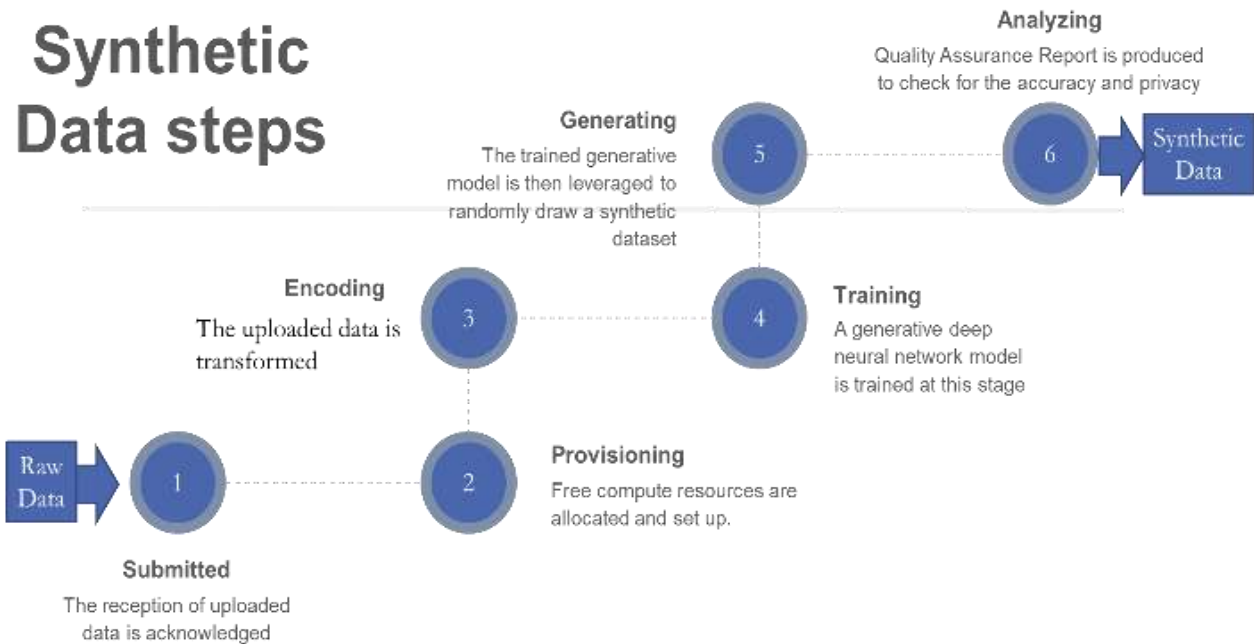 Synthetic
Data steps
Raw
Data
1
Submitted
The reception of uploaded
data is acknowledged
2
Provisioning
Free compute resources are
allocated and set up.
3
Encoding
The uploaded data is
transformed
4
Training
A generative deep
neural network model
is trained at this stage
5
Generating
The trained generative
model is then leveraged to
randomly draw a synthetic
dataset
6
Analyzing
Quality Assurance Report is produced
to check for the accuracy and privacy
Synthetic
Data